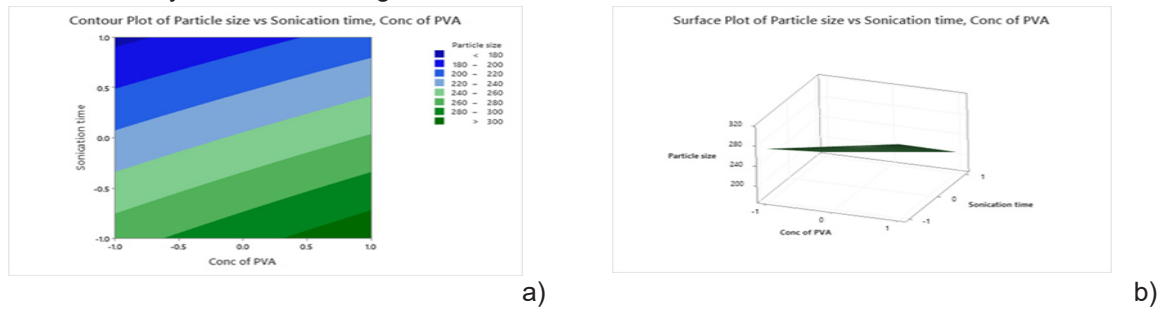 Contour Plot of Particle size vs Sonication time, Conc of PVA
1.0
0.5
0.0
-0.5
-1.0
Sonication time
-1.0 -0.5 0.0 0.5 1.0
Conc of PVA
Particle size
< 180
180 – 200
200 – 220
220 – 240
240 – 260
260 – 280
280 – 300
> 300
a)
Surface Plot of Particle size vs Sonication time, Conc of PVA
320
280
240
200
Particle size
-1 0 1
Conc of PVA
-1 0 1
Sonication time
b)